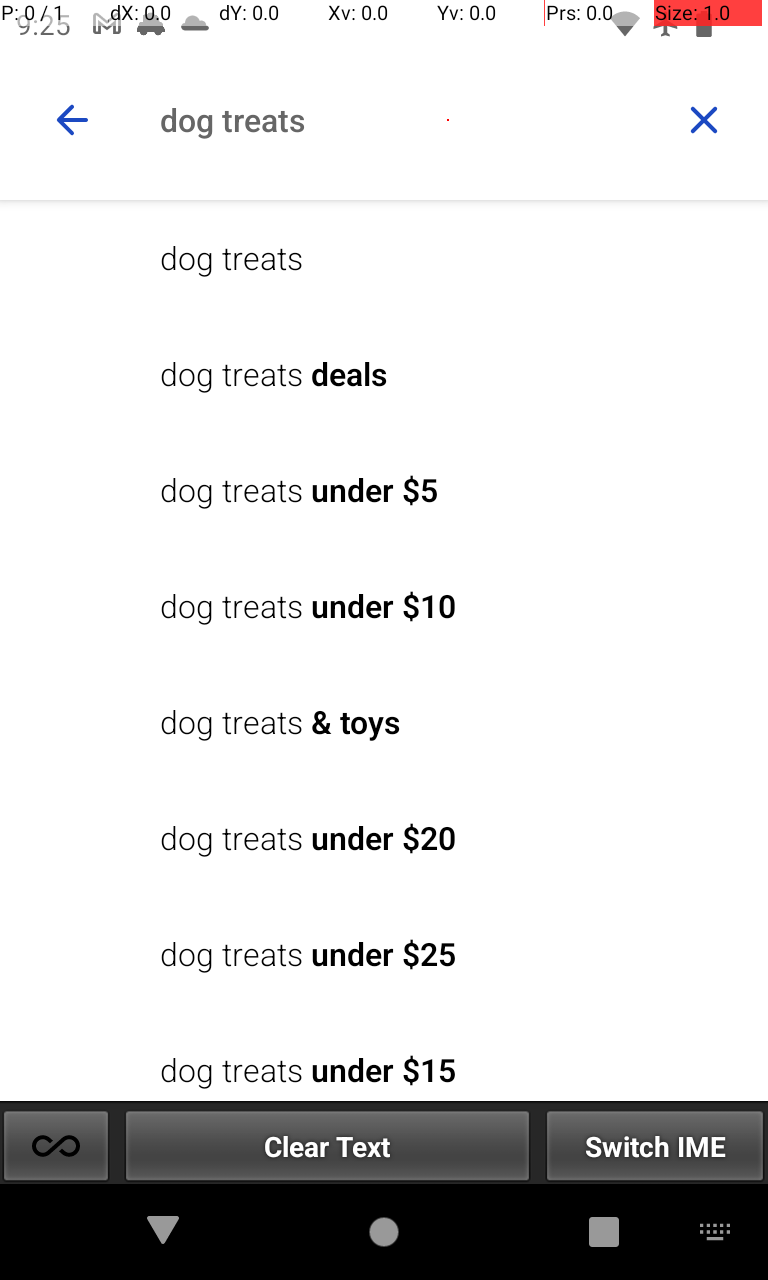 P: 0 / 1 dX: 0.0 dY: 0.0 Xv: 0.0 Yv: 0.0 Prs: 0.0 Size: 1.0
9:25
dog treats
dog treats
dog treats deals
dog treats under $5
dog treats under $10
dog treats & toys
dog treats under $20
dog treats under $25
dog treats under $15
Clear Text Switch IME